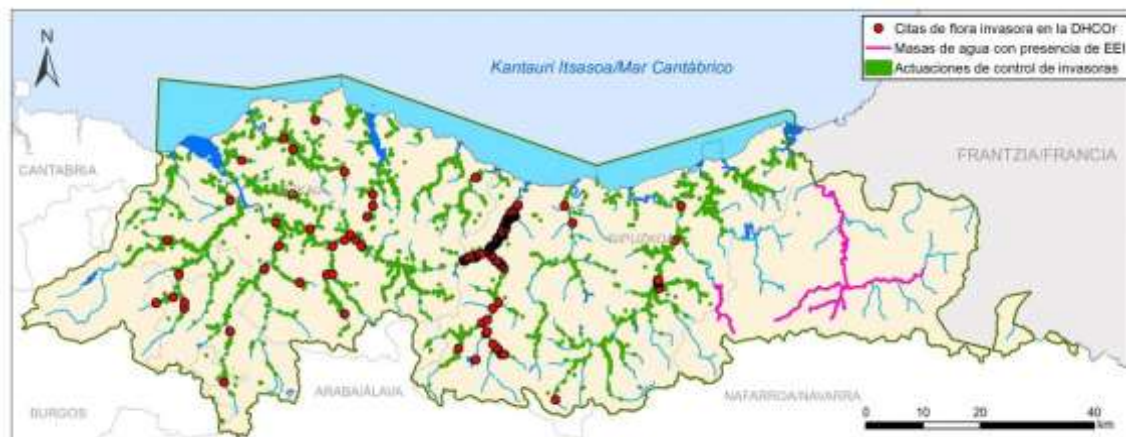 N
Kantauri Itsasoa/Mar Cantábrico
Citas de flora invasora en la DHCOr
Masas de agua con presencia de EEI
Actuaciones de control de invasoras
CANTABRIA
FRANTZIA/FRANCIA
BIZKAIA
GIPUZKOA
ARABA/ÁLAVA
NAFARROA/NAVARRA
BURGOS
0 10 20 40
km